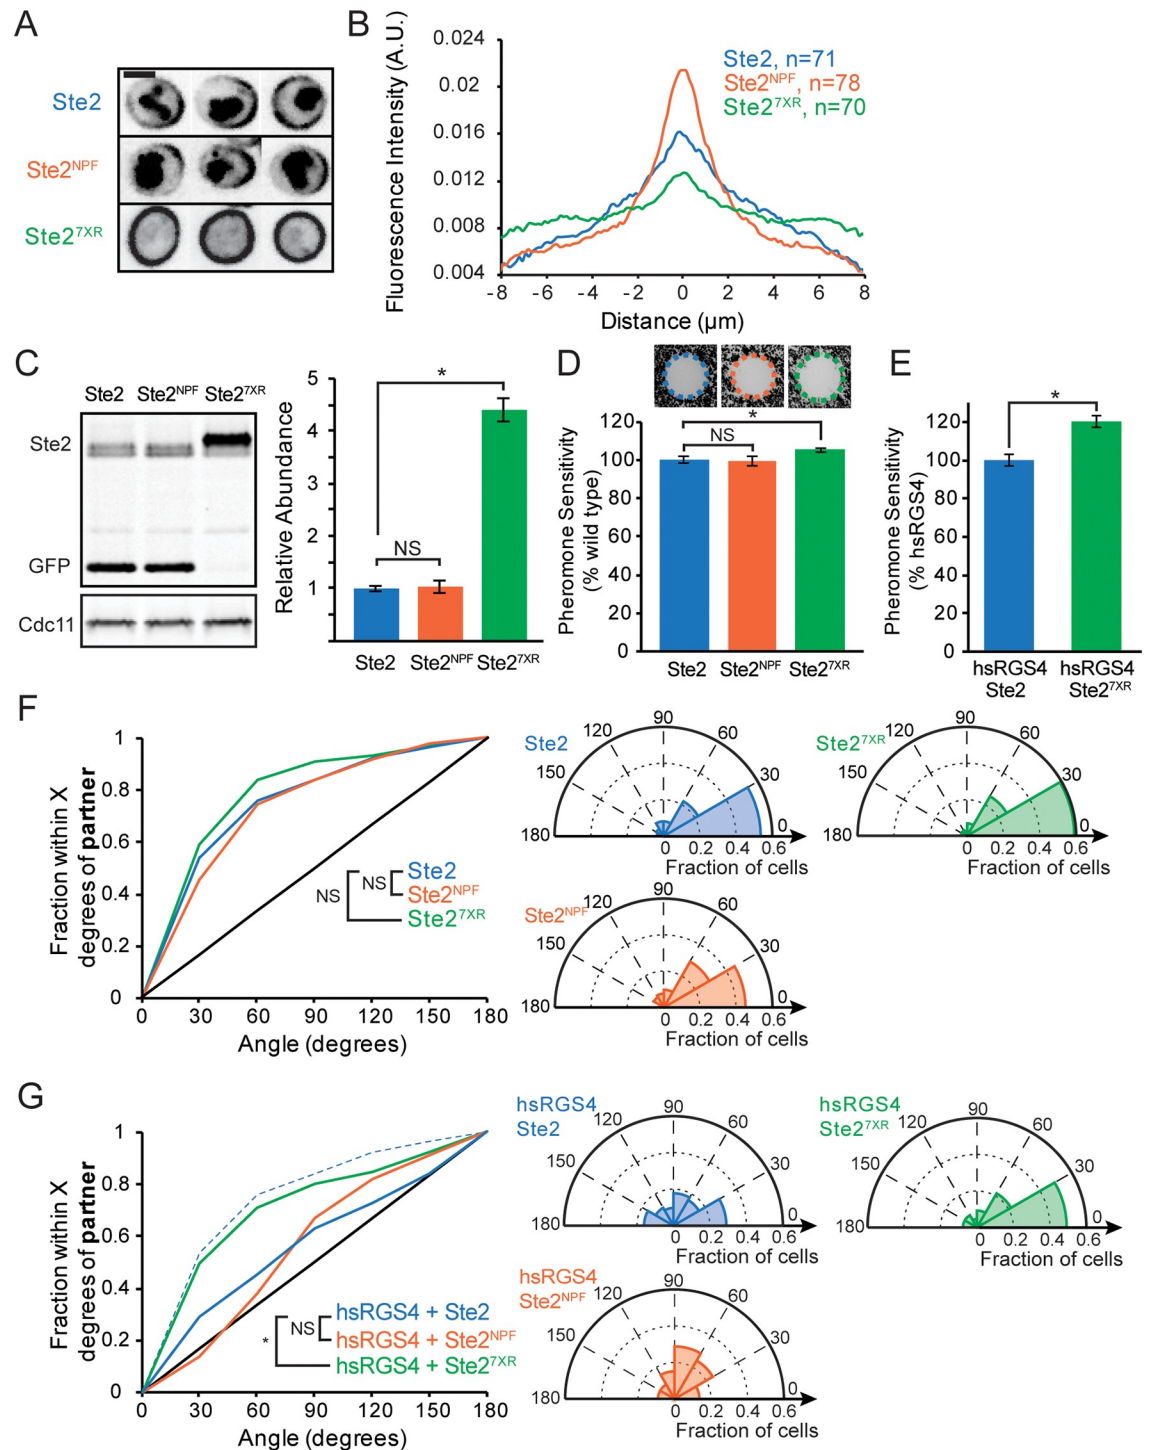 A
Ste2
Ste2NPF
Ste27XR
B
Fluorescence Intensity (A.U.)
0.024
0.02
0.016
0.012
0.008
0.004
-8 -6 -4 -2 0 2 4 6 8
Distance (µm)
Ste2, n=71
Ste2NPF, n=78
Ste27XR, n=70
C
Ste2 Ste2NPF Ste27XR
Ste2
GFP
Cdc11
Relative Abundance
5
4
3
2
1
*
NS
Ste2 Ste2NPF Ste27XR
D
Pheromone Sensitivity
(% wild type)
120
100
80
60
40
20
0
*
NS
Ste2 Ste2NPF Ste27XR
E
Pheromone Sensitivity
(% hsRGS4)
120
100
80
60
40
20
0
*
hsRGS4 hsRGS4
Ste2 Ste27XR
F
Fraction within X
degrees of partner
1
0.8
0.6
0.4
0.2
0
0 30 60 90 120 150 180
Angle (degrees)
NS
NS
Ste2
Ste2NPF
Ste27XR
Ste2
180 150 120 90 60 30 0
0 0.2 0.4 0.6
Fraction of cells
Ste27XR
180 150 120 90 60 30 0
0 0.2 0.4 0.6
Fraction of cells
Ste2NPF
180 150 120 90 60 30 0
0 0.2 0.4 0.6
Fraction of cells
G
Fraction within X
degrees of partner
1
0.8
0.6
0.4
0.2
0
0 30 60 90 120 150 180
Angle (degrees)
*
NS
hsRGS4 + Ste2
hsRGS4 + Ste2NPF
hsRGS4 + Ste27XR
hsRGS4
Ste2
180 150 120 90 60 30 0
0 0.2 0.4 0.6
Fraction of cells
hsRGS4
Ste27XR
180 150 120 90 60 30 0
0 0.2 0.4 0.6
Fraction of cells
hsRGS4
Ste2NPF
180 150 120 90 60 30 0
0 0.2 0.4 0.6
Fraction of cells